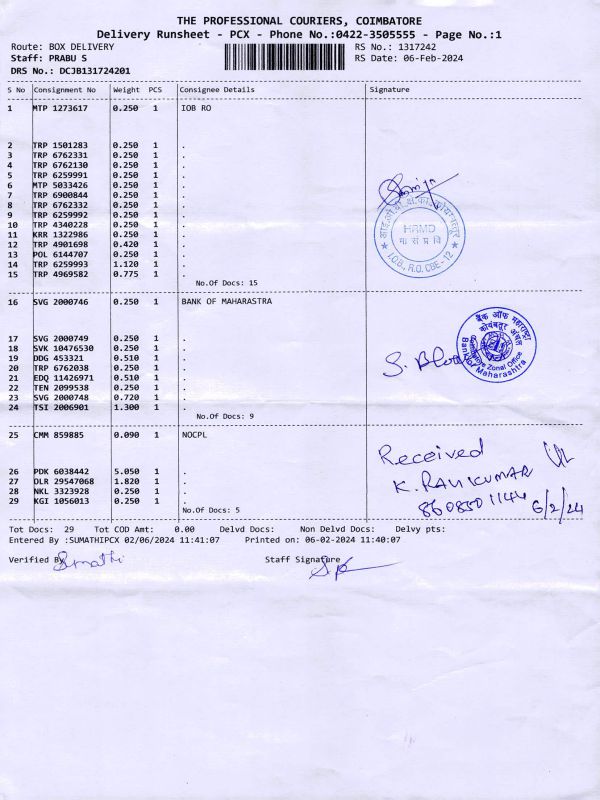 THE PROFESSIONAL COURIERS, COIMBATORE
Delivery Runsheet - PCX - Phone No.:0422-3505555 - Page No.:1
Route: BOX DELIVERY RS No.: 1317242
Staff: PRABU S RS Date: 06-Feb-2024
DRS No.: DCJB131724201
S No Consignment No Weight PCS Consignee Details Signature
1 MTP 1273617 0.250 1 IOB RO
2 TRP 1501283 0.250 1 .
3 TRP 6762331 0.250 1 .
4 TRP 6762130 0.250 1 .
5 TRP 6259991 0.250 1 .
6 MTP 5033426 0.250 1 .
7 TRP 6900844 0.250 1 .
8 TRP 6762332 0.250 1 .
9 TRP 6259992 0.250 1 .
10 TRP 4340228 0.250 1 .
11 KRR 1322986 0.250 1 .
12 TRP 4901698 0.420 1 .
13 POL 6144707 0.250 1 .
14 TRP 6259993 1.120 1 .
15 TRP 4969582 0.775 1 .
No.Of Docs: 15
HRMD
I.O.B., R.O. CBE - 12
16 SVG 2000746 0.250 1 BANK OF MAHARASTRA
17 SVG 2000749 0.250 1 .
18 SVK 10476530 0.250 1 .
19 DDG 453321 0.510 1 .
20 TRP 6762038 0.250 1 .
21 EDQ 11426971 0.510 1 .
22 TEN 2099538 0.250 1 .
23 SVG 2000748 0.720 1 .
24 TSI 2006901 1.300 1 .
No.Of Docs: 9
बैंक ऑफ महाराष्ट्र
कोयंबतूर अंचल
Coimbatore Zonal Office
Bank of Maharashtra
25 CMM 859885 0.090 1 NOCPL
26 PDK 6038442 5.050 1 .
27 DLR 29547068 1.820 1 .
28 NKL 3323928 0.250 1 .
29 KGI 1056013 0.250 1 .
No.Of Docs: 5
Received
K. RAVIKUMAR
8608501144
6/2/24
Tot Docs: 29 Tot COD Amt: 0.00 Delvd Docs: Non Delvd Docs: Delvy pts:
Entered By :SUMATHIPCX 02/06/2024 11:41:07 Printed on: 06-02-2024 11:40:07
Verified By Sumathi Staff Signature